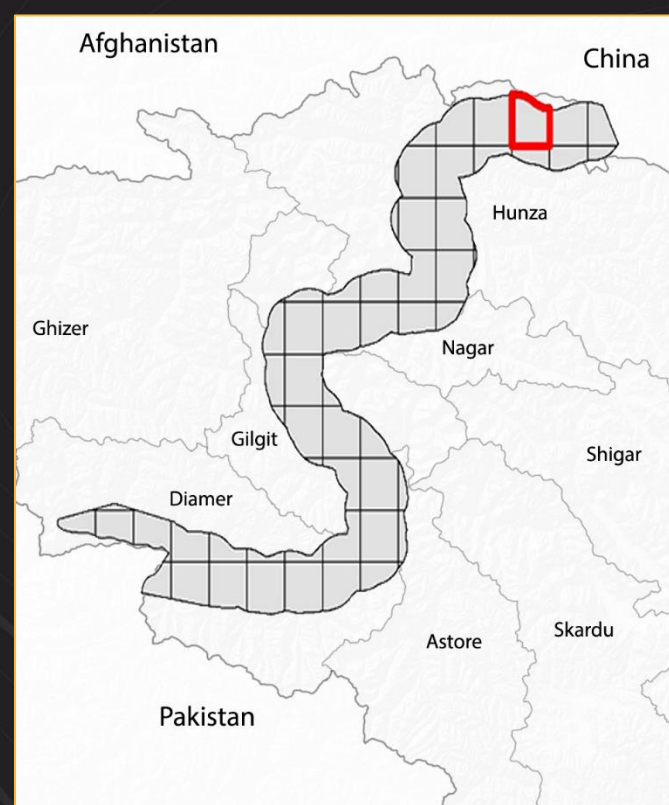 Afghanistan
China
Hunza
Ghizer
Nagar
Gilgit
Shigar
Diamer
Skardu
Astore
Pakistan